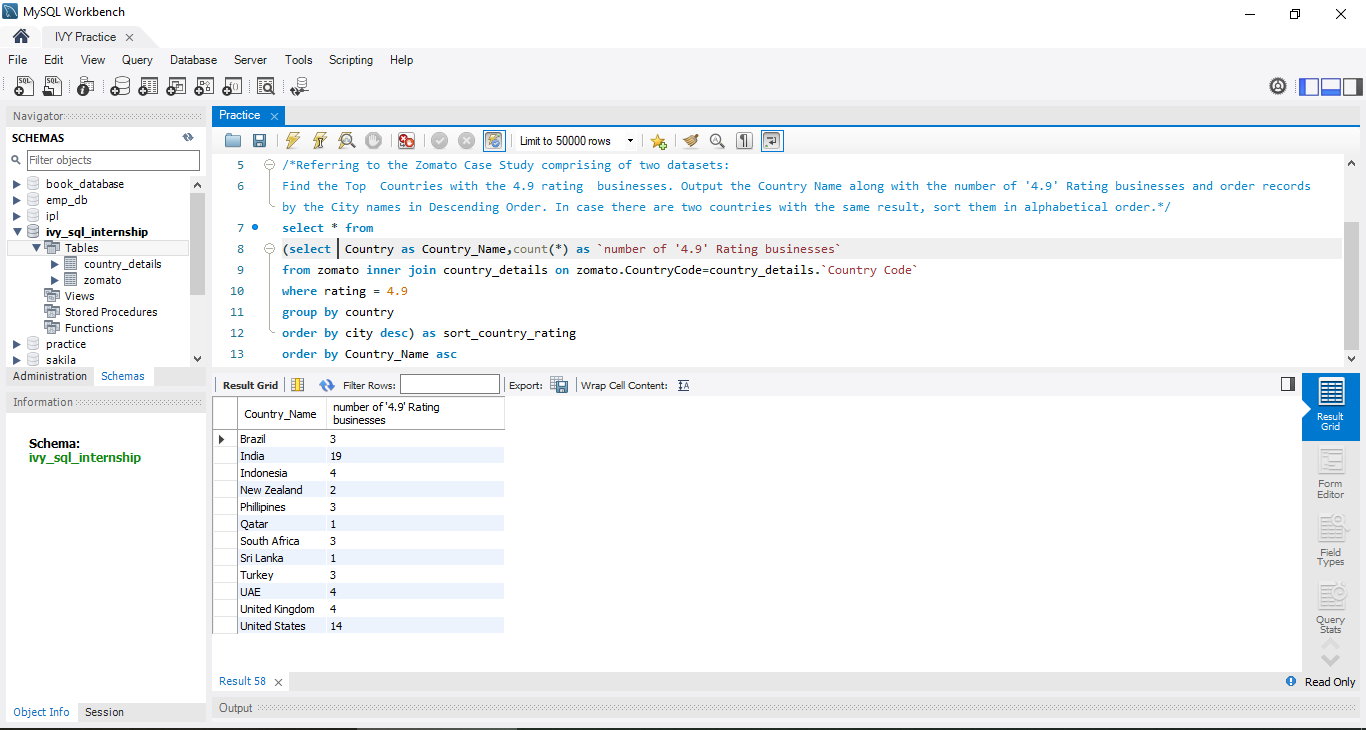 MySQL Workbench
IVY Practice
File Edit View Query Database Server Tools Scripting Help
Navigator
SCHEMAS
Filter objects
book_database
emp_db
ipl
ivy_sql_internship
Tables
country_details
zomato
Views
Stored Procedures
Functions
practice
sakila
Administration Schemas
Information
Schema:
ivy_sql_internship
Object Info Session
Practice
Limit to 50000 rows
5 /*Referring to the Zomato Case Study comprising of two datasets:
6 Find the Top  Countries with the 4.9 rating  businesses. Output the Country Name along with the number of '4.9' Rating businesses and order records
by the City names in Descending Order. In case there are two countries with the same result, sort them in alphabetical order.*/
7 select * from
8 (select  Country as Country_Name,count(*) as `number of '4.9' Rating businesses`
9 from zomato inner join country_details on zomato.CountryCode=country_details.`Country Code`
10 where rating = 4.9
11 group by country
12 order by city desc) as sort_country_rating
13 order by Country_Name asc
Result Grid Filter Rows: Export: Wrap Cell Content:
Country_Name number of '4.9' Rating
businesses
Brazil 3
India 19
Indonesia 4
New Zealand 2
Phillipines 3
Qatar 1
South Africa 3
Sri Lanka 1
Turkey 3
UAE 4
United Kingdom 4
United States 14
Result
Grid
Form
Editor
Field
Types
Query
Stats
Result 58
Read Only
Output